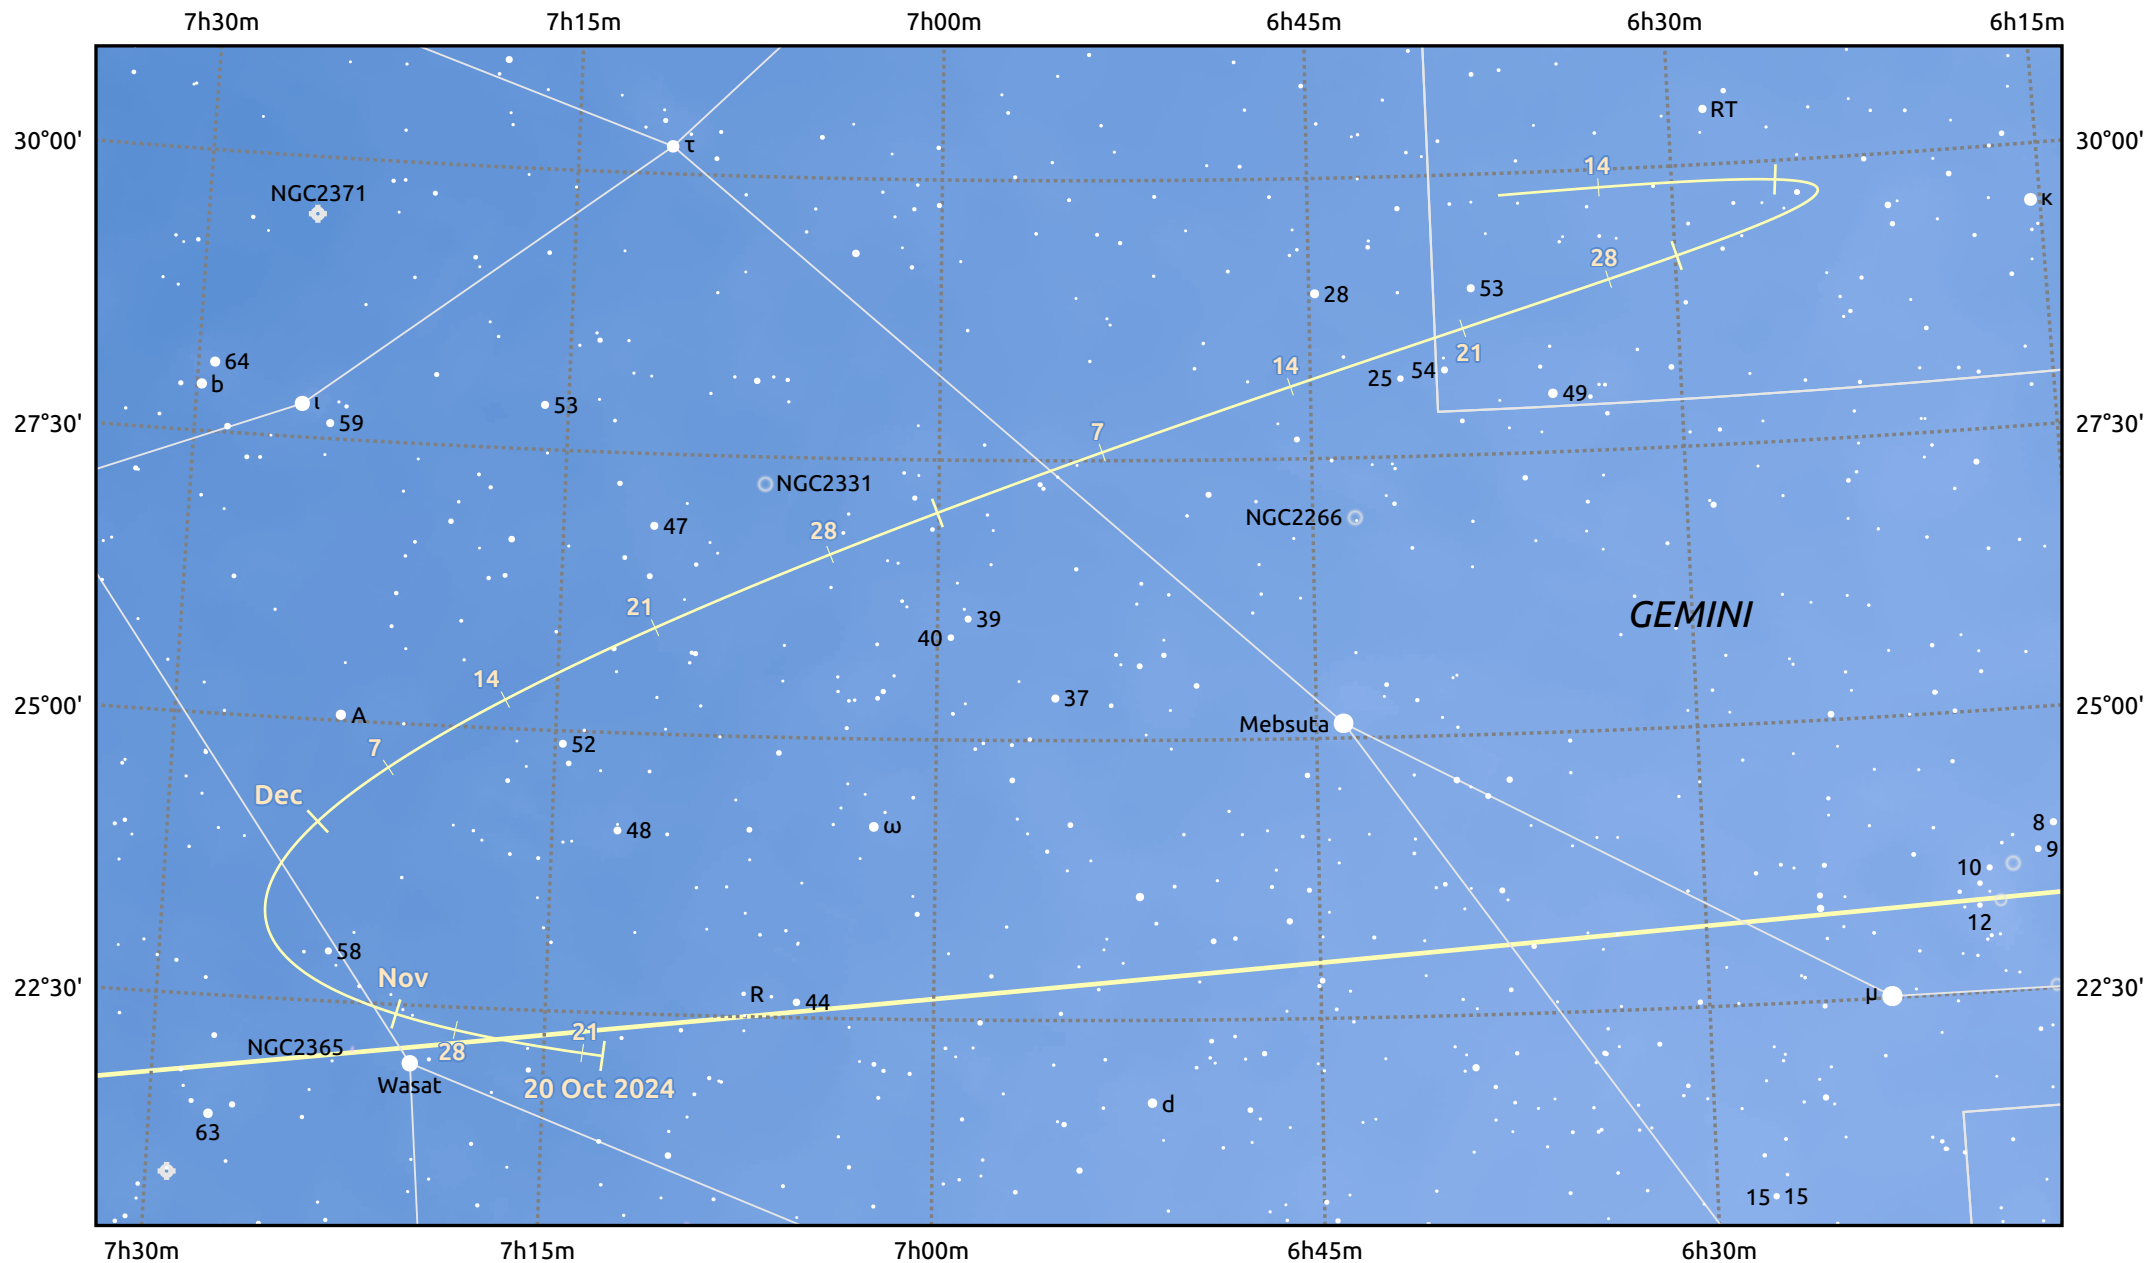 7h30m 7h15m 7h00m 6h45m 6h30m 6h15m
RT
30°00' τ 30°00'
14
NGC2371 κ
28
28 53
21
64
14
b 25 54 49
ι 53
27°30' 59 27°30'
7
NGC2331
NGC2266
47 28
21 39 GEMINI
40
14 37
25°00' A 25°00'
Mebsuta
7 52
Dec
48 ω 8
9
10
12
58
Nov
22°30' R 44 μ 22°30'
21
NGC2365 28
Wasat 20 Oct 2024
d
63
15 15
7h30m 7h15m 7h00m 6h45m 6h30m